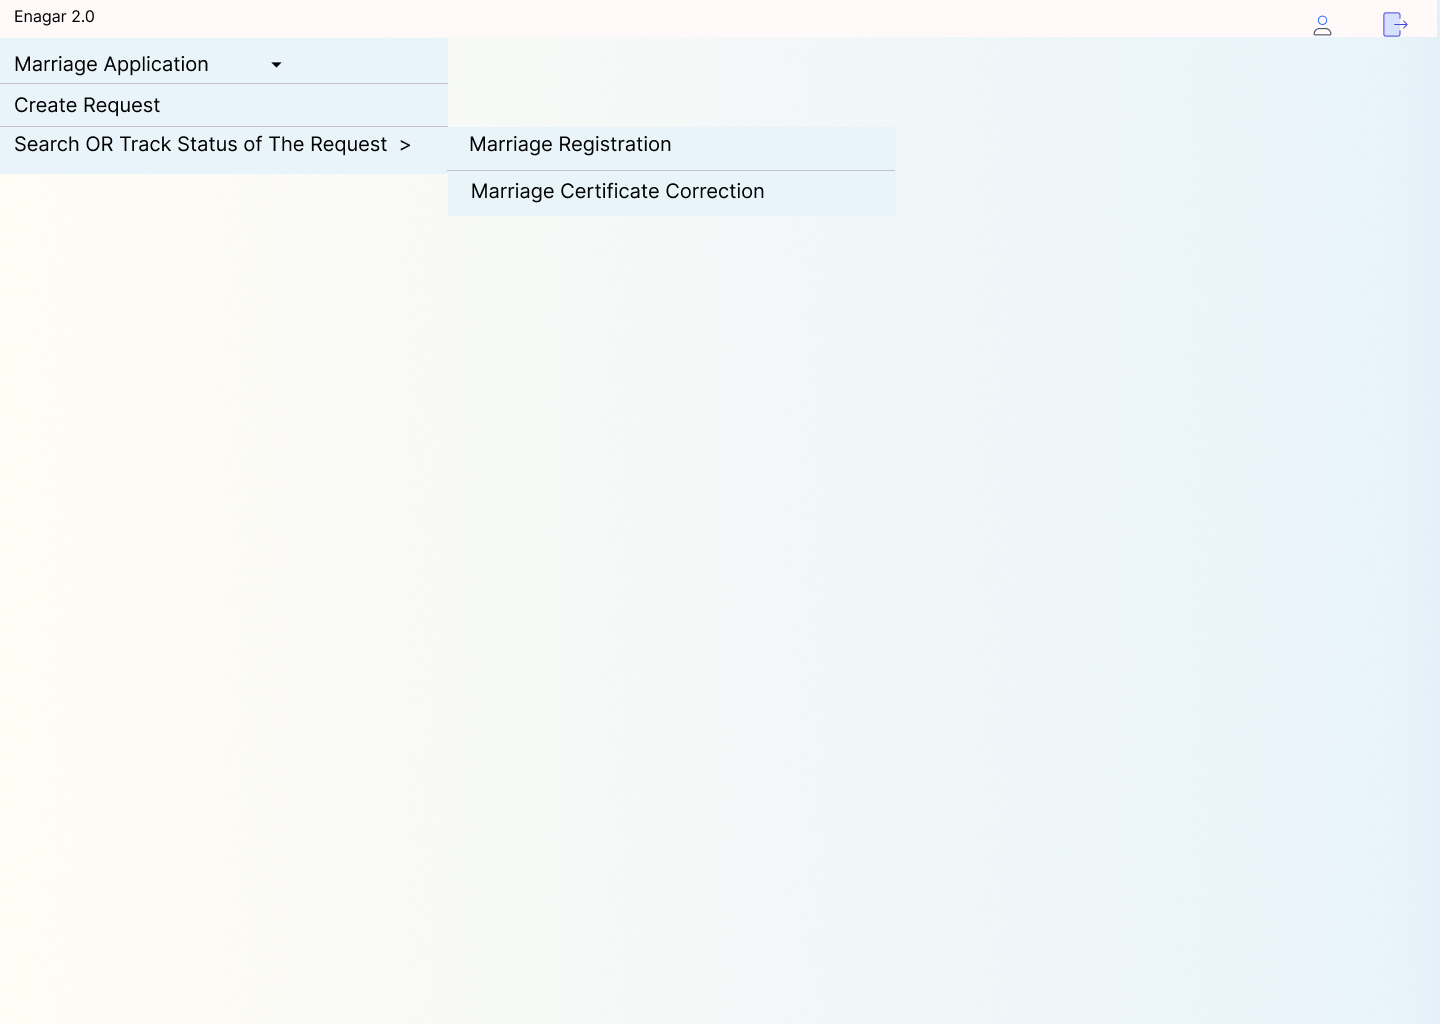 Enagar 2.0
Marriage Application
Create Request
Search OR Track Status of The Request >
Marriage Registration
Marriage Certificate Correction